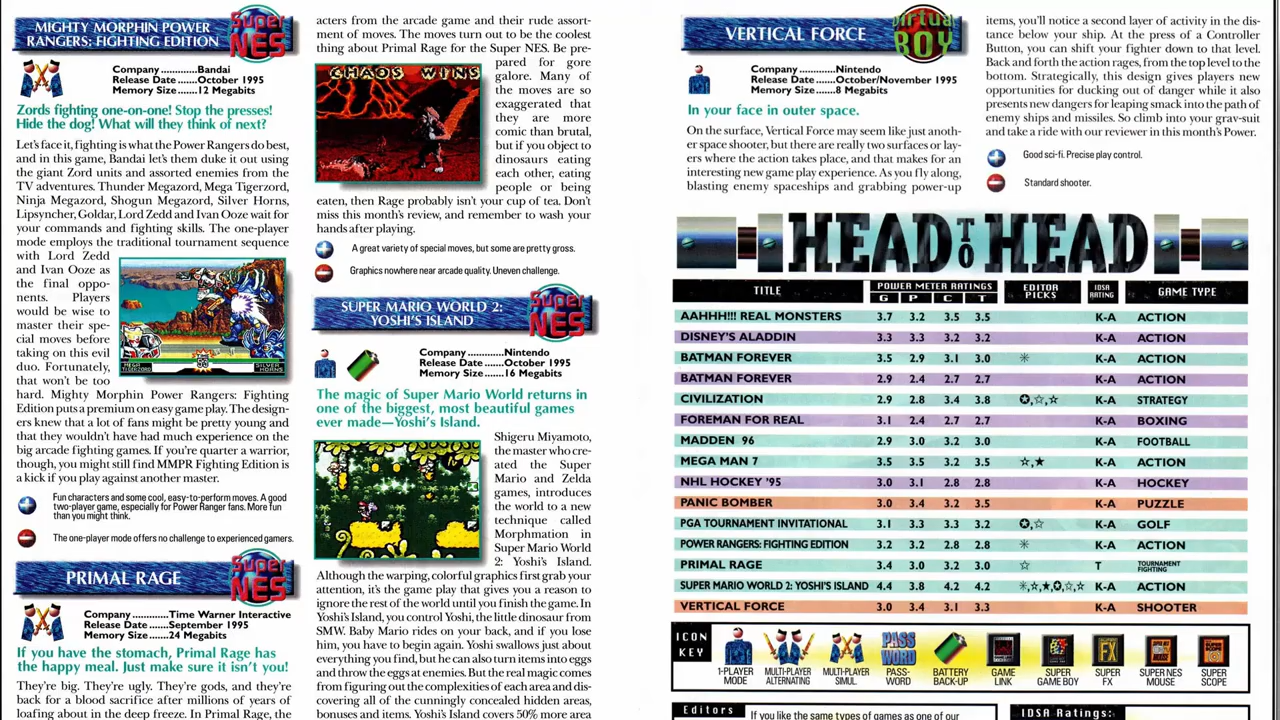 MIGHTY MORPHIN POWER
RANGERS: FIGHTING EDITION
Super
NES
Company ............Bandai
Release Date ......October 1995
Memory Size ......12 Megabits
Zords fighting one-on-one! Stop the presses!
Hide the dog! What will they think of next?
Let's face it, fighting is what the Power Rangers do best,
and in this game, Bandai let's them duke it out using
the giant Zord units and assorted enemies from the
TV adventures. Thunder Megazord, Mega Tigerzord,
Ninja Megazord, Shogun Megazord, Silver Horns,
Lipsyncher, Goldar, Lord Zedd and Ivan Ooze wait for
your commands and fighting skills. The one-player
mode employs the traditional tournament sequence
with Lord Zedd
and Ivan Ooze as
the final oppo-
nents. Players
would be wise to
master their spe-
cial moves before
taking on this evil
duo. Fortunately,
that won't be too
hard. Mighty Morphin Power Rangers: Fighting
Edition puts a premium on easy game play. The design-
ers knew that a lot of fans might be pretty young and
that they wouldn't have had much experience on the
big arcade fighting games. If you're quarter a warrior,
though, you might still find MMPR Fighting Edition is
a kick if you play against another master.
MEGA
TIGERZORD
99
SILVER
HORNS
Fun characters and some cool, easy-to-perform moves. A good
two-player game, especially for Power Ranger fans. More fun
than you might think.
The one-player mode offers no challenge to experienced gamers.
PRIMAL RAGE
Super
NES
Company ............Time Warner Interactive
Release Date ......September 1995
Memory Size ......24 Megabits
If you have the stomach, Primal Rage has
the happy meal. Just make sure it isn't you!
They're big. They're ugly. They're gods, and they're
back for a blood sacrifice after millions of years of
loafing about in the deep freeze. In Primal Rage, the
acters from the arcade game and their rude assort-
ment of moves. The moves turn out to be the coolest
thing about Primal Rage for the Super NES. Be pre-
pared for gore
galore. Many of
the moves are so
exaggerated that
they are more
comic than brutal,
but if you object to
dinosaurs eating
each other, eating
people or being
eaten, then Rage probably isn't your cup of tea. Don't
miss this month's review, and remember to wash your
hands after playing.
CHAOS WINS
A great variety of special moves, but some are pretty gross.
Graphics nowhere near arcade quality. Uneven challenge.
SUPER MARIO WORLD 2:
YOSHI'S ISLAND
Super
NES
Company ............Nintendo
Release Date ......October 1995
Memory Size ......16 Megabits
The magic of Super Mario World returns in
one of the biggest, most beautiful games
ever made—Yoshi's Island.
Shigeru Miyamoto,
the master who cre-
ated the Super
Mario and Zelda
games, introduces
the world to a new
technique called
Morphmation in
Super Mario World
2: Yoshi's Island.
Although the warping, colorful graphics first grab your
attention, it's the game play that gives you a reason to
ignore the rest of the world until you finish the game. In
Yoshi's Island, you control Yoshi, the little dinosaur from
SMW. Baby Mario rides on your back, and if you lose
him, you have to begin again. Yoshi swallows just about
everything you find, but he can also turn items into eggs
and throw the eggs at enemies. But the real magic comes
from figuring out the complexities of each area and dis-
covering all of the cunningly concealed hidden areas,
bonuses and items. Yoshi's Island covers 50% more area
VERTICAL FORCE
Virtual
BOY
Company ............Nintendo
Release Date ......October/November 1995
Memory Size ......8 Megabits
In your face in outer space.
On the surface, Vertical Force may seem like just anoth-
er space shooter, but there are really two surfaces or lay-
ers where the action takes place, and that makes for an
interesting new game play experience. As you fly along,
blasting enemy spaceships and grabbing power-up
items, you'll notice a second layer of activity in the dis-
tance below your ship. At the press of a Controller
Button, you can shift your fighter down to that level.
Back and forth the action rages, from the top level to the
bottom. Strategically, this design gives players new
opportunities for ducking out of danger while it also
presents new dangers for leaping smack into the path of
enemy ships and missiles. So climb into your grav-suit
and take a ride with our reviewer in this month's Power.
Good sci-fi. Precise play control.
Standard shooter.
HEAD TO HEAD
TITLE POWER METER RATINGS G P C T EDITOR PICKS IDSA RATING GAME TYPE
AAHHH!!! REAL MONSTERS 3.7 3.2 3.5 3.5 K-A ACTION
DISNEY'S ALADDIN 3.3 3.3 3.2 3.2 K-A ACTION
BATMAN FOREVER 3.5 2.9 3.1 3.0 ✳ K-A ACTION
BATMAN FOREVER 2.9 2.4 2.7 2.7 K-A ACTION
CIVILIZATION 2.9 2.8 3.4 3.8 ✪,☆,☆ K-A STRATEGY
FOREMAN FOR REAL 3.1 2.4 2.7 2.7 K-A BOXING
MADDEN 96 2.9 3.0 3.2 3.0 K-A FOOTBALL
MEGA MAN 7 3.5 3.5 3.2 3.5 ☆,★ K-A ACTION
NHL HOCKEY '95 3.0 3.1 2.8 2.8 K-A HOCKEY
PANIC BOMBER 3.0 3.4 3.2 3.5 K-A PUZZLE
PGA TOURNAMENT INVITATIONAL 3.1 3.3 3.3 3.2 ✪,☆ K-A GOLF
POWER RANGERS: FIGHTING EDITION 3.2 3.2 2.8 2.8 ✳ K-A ACTION
PRIMAL RAGE 3.4 3.0 3.2 3.0 ☆ T TOURNAMENT FIGHTING
SUPER MARIO WORLD 2: YOSHI'S ISLAND 4.4 3.8 4.2 4.2 ✳,☆,★,✪,☆,☆ K-A ACTION
VERTICAL FORCE 3.0 3.4 3.1 3.3 K-A SHOOTER
ICON
KEY
PASS
WORD
FX
1-PLAYER MODE
MULTI-PLAYER ALTERNATING
MULTI-PLAYER SIMUL.
PASS-WORD
BATTERY BACK-UP
GAME LINK
SUPER GAME BOY
SUPER FX
SUPER NES MOUSE
SUPER SCOPE
Editors
If you like the same types of games as one of our
IDSA Ratings: